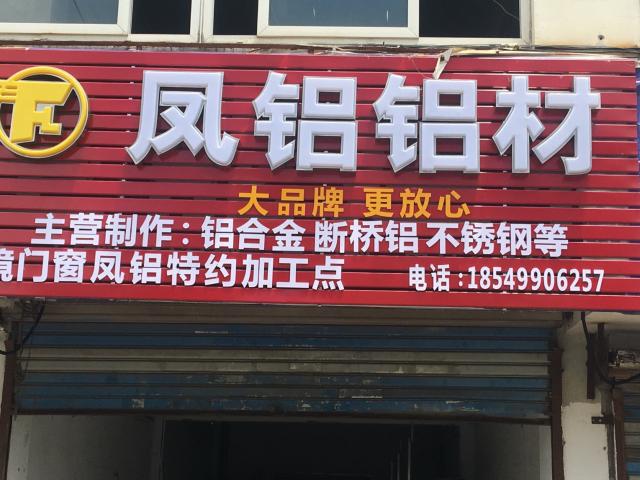 凤铝铝材
大品牌 更放心
主营制作：铝合金 断桥铝 不锈钢等
境门窗凤铝特约加工点 电话：18549906257